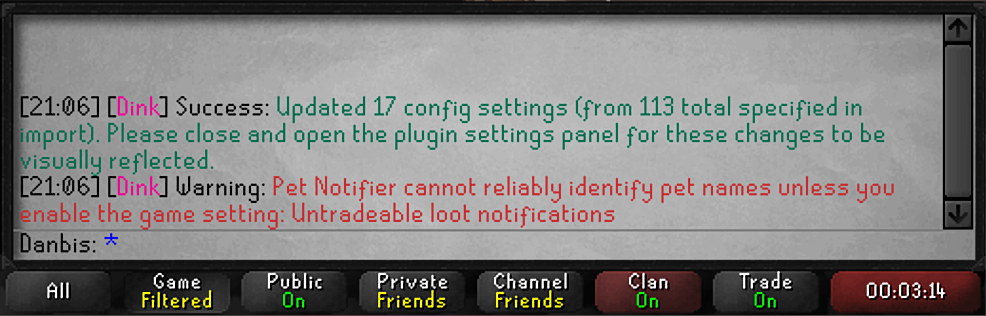 [21:06] [Dink] Success: Updated 17 config settings (from 113 total specified in
import). Please close and open the plugin settings panel for these changes to be
visually reflected.
[21:06] [Dink] Warning: Pet Notifier cannot reliably identify pet names unless you
enable the game setting: Untradeable loot notifications
Danbis: *
All
Game
Filtered
Public
On
Private
Friends
Channel
Friends
Clan
On
Trade
On
00:03:14